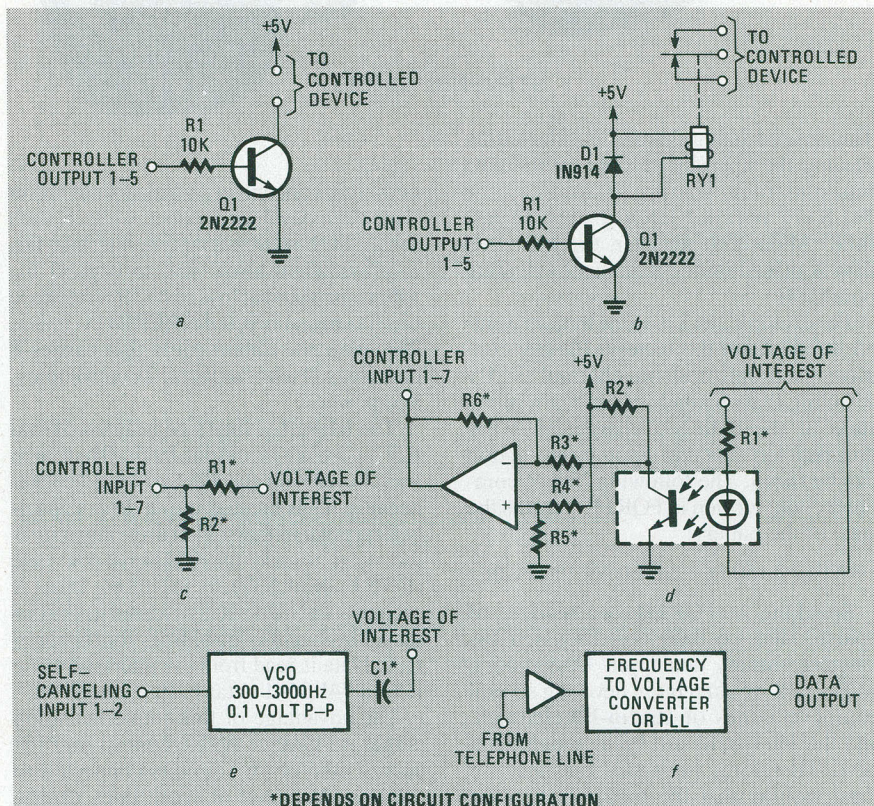 +5V
TO
CONTROLLED
DEVICE
R1
10K
CONTROLLER
OUTPUT 1–5
Q1
2N2222
a
TO
CONTROLLED
DEVICE
+5V
D1
IN914
RY1
R1
10K
CONTROLLER
OUTPUT
1–5
Q1
2N2222
b
CONTROLLER
INPUT
1–7
R1*
VOLTAGE OF
INTEREST
R2*
c
CONTROLLER
INPUT 1–7
R6*
+5V
R2*
VOLTAGE OF
INTEREST
R1*
R3*
–
R4*
+
R5*
d
SELF–
CANCELING
INPUT 1–2
VCO
300–3000Hz
0.1 VOLT P–P
C1*
VOLTAGE OF
INTEREST
e
FROM
TELEPHONE LINE
FREQUENCY
TO VOLTAGE
CONVERTER
OR PLL
DATA
OUTPUT
f
*DEPENDS ON CIRCUIT CONFIGURATION